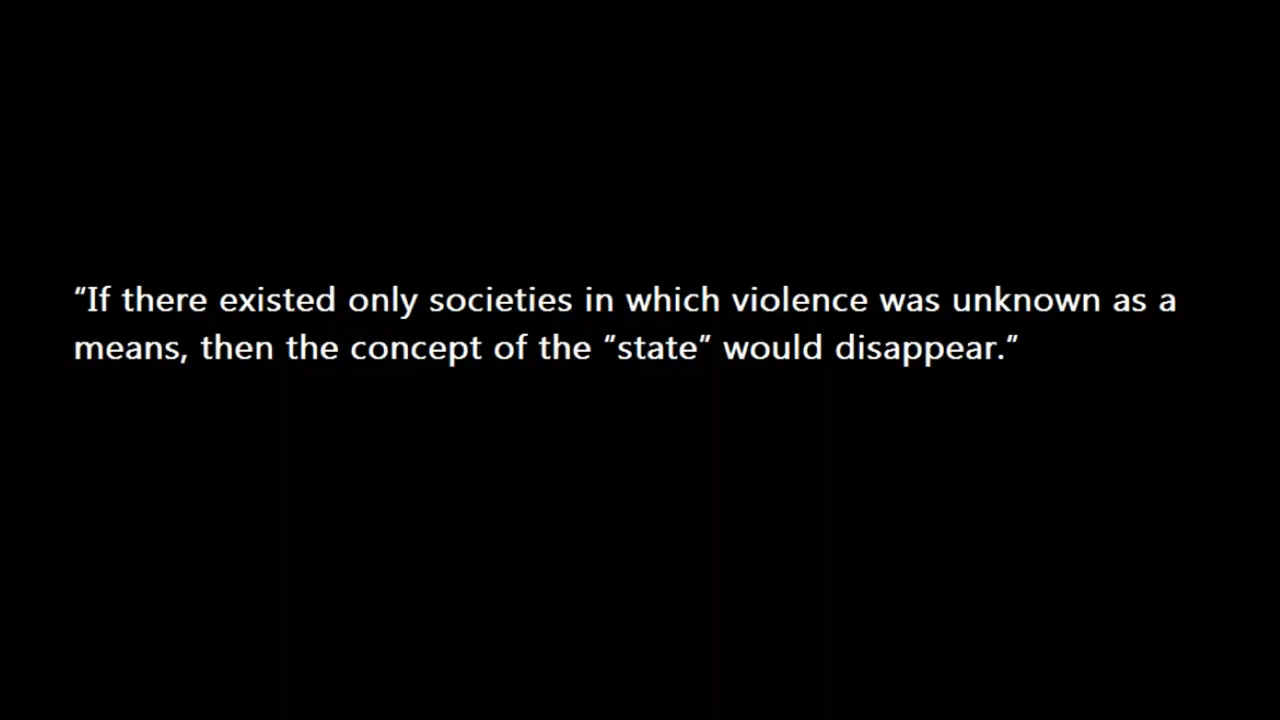 “If there existed only societies in which violence was unknown as a
means, then the concept of the “state” would disappear.”